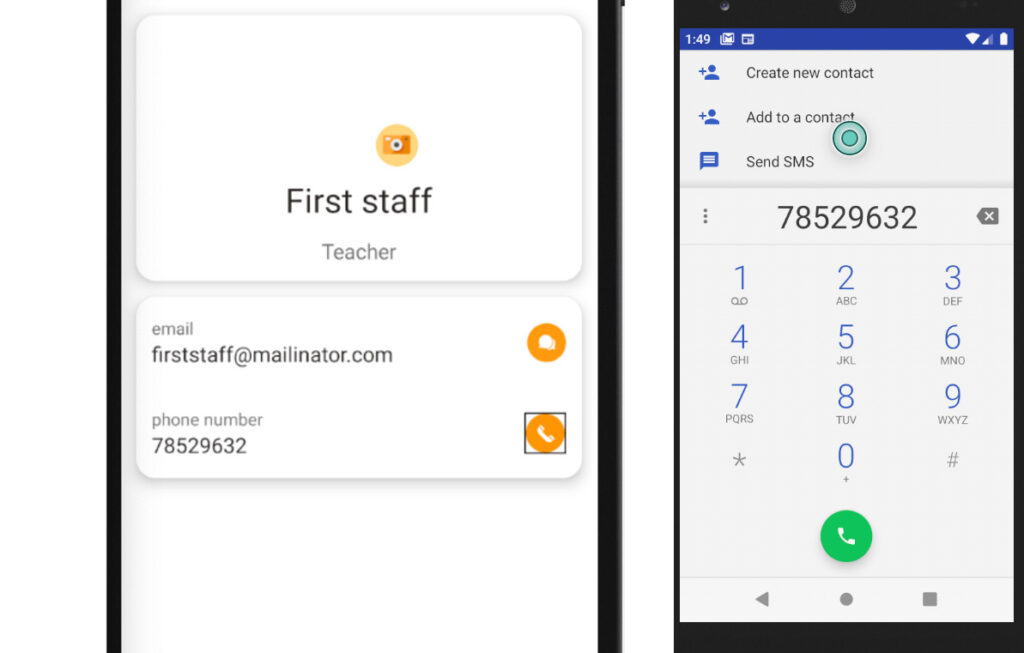 First staff
Teacher
email
firststaff@mailinator.com
phone number
78529632
1:49
Create new contact
Add to a contact
Send SMS
78529632
1 2 3
ABC DEF
4 5 6
GHI JKL MNO
7 8 9
PQRS TUV WXYZ
* 0 #
+